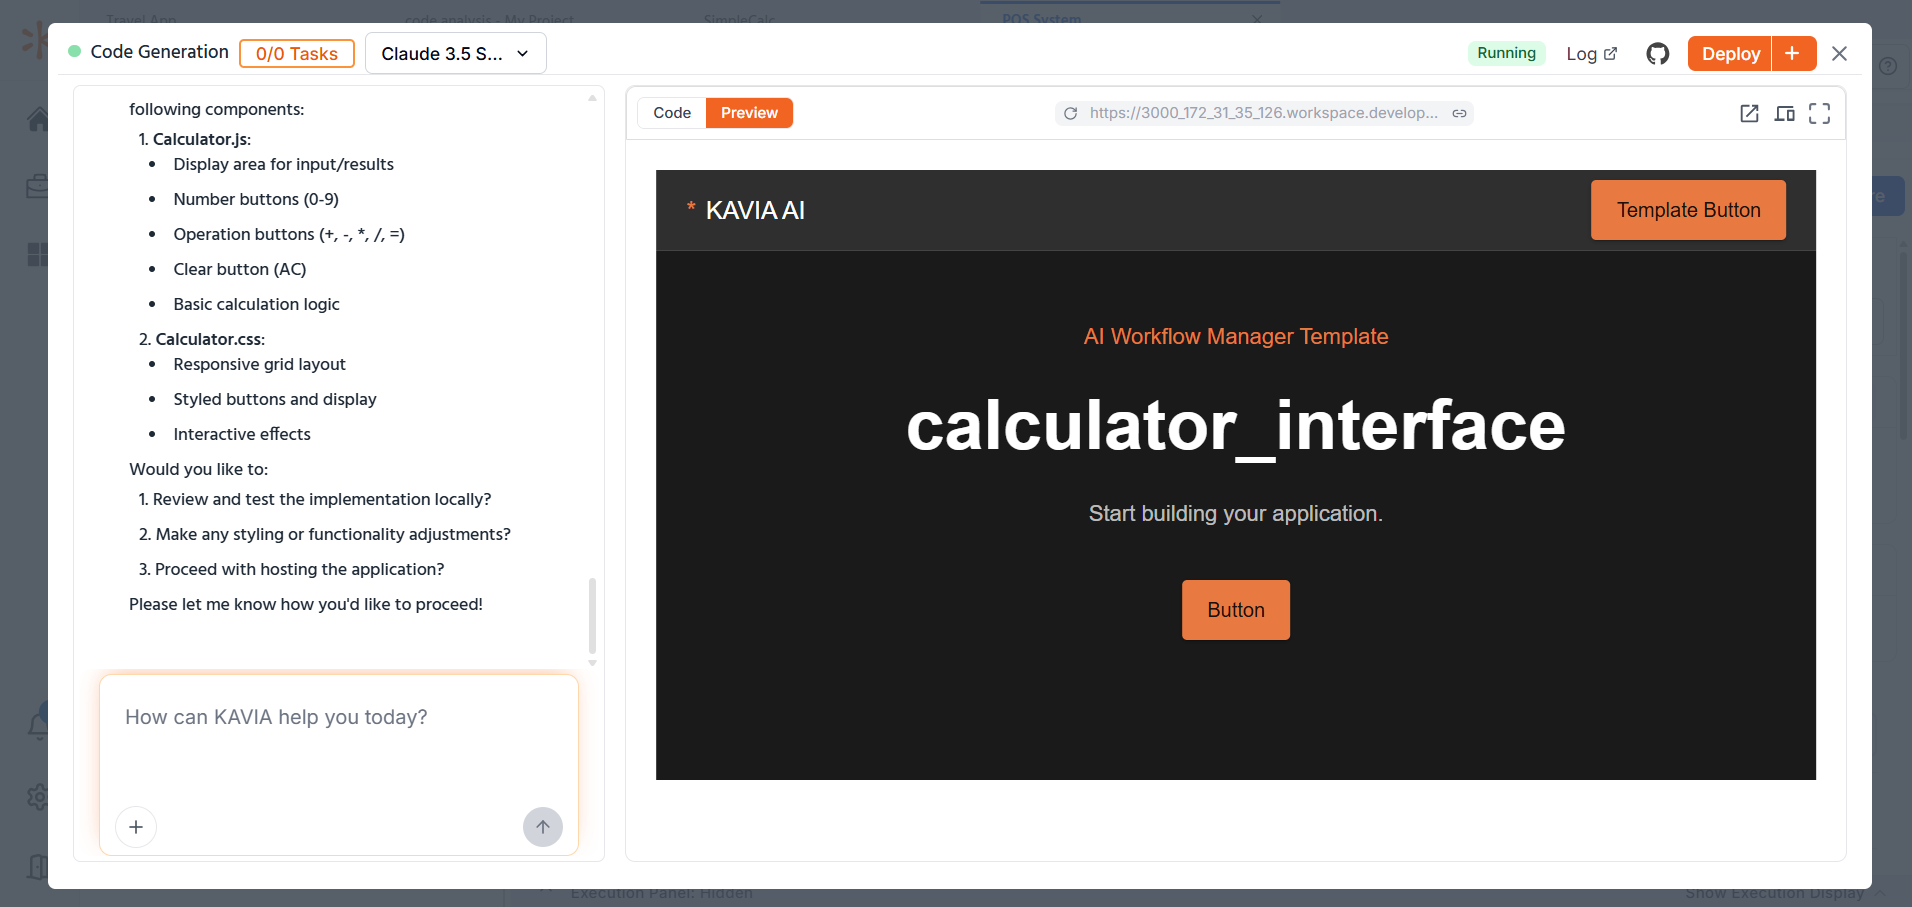 Travel App
code analysis - My Project
SimpleCalc
POS System
Code Generation
0/0 Tasks
Claude 3.5 S...
Running
Log
Deploy
following components:
1. Calculator.js:
Display area for input/results
Number buttons (0-9)
Operation buttons (+, -, *, /, =)
Clear button (AC)
Basic calculation logic
2. Calculator.css:
Responsive grid layout
Styled buttons and display
Interactive effects
Would you like to:
1. Review and test the implementation locally?
2. Make any styling or functionality adjustments?
3. Proceed with hosting the application?
Please let me know how you'd like to proceed!
How can KAVIA help you today?
Code
Preview
https://3000_172_31_35_126.workspace.develop...
* KAVIA AI
Template Button
AI Workflow Manager Template
calculator_interface
Start building your application.
Button
Execution Panel: Hidden
Show Execution Display